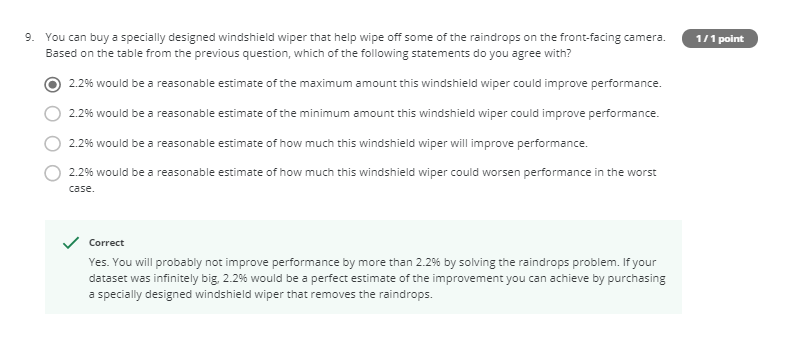 9. You can buy a specially designed windshield wiper that help wipe off some of the raindrops on the front-facing camera.
1 / 1 point
Based on the table from the previous question, which of the following statements do you agree with?
2.2% would be a reasonable estimate of the maximum amount this windshield wiper could improve performance.
2.2% would be a reasonable estimate of the minimum amount this windshield wiper could improve performance.
2.2% would be a reasonable estimate of how much this windshield wiper will improve performance.
2.2% would be a reasonable estimate of how much this windshield wiper could worsen performance in the worst
case.
Correct
Yes. You will probably not improve performance by more than 2.2% by solving the raindrops problem. If your
dataset was infinitely big, 2.2% would be a perfect estimate of the improvement you can achieve by purchasing
a specially designed windshield wiper that removes the raindrops.